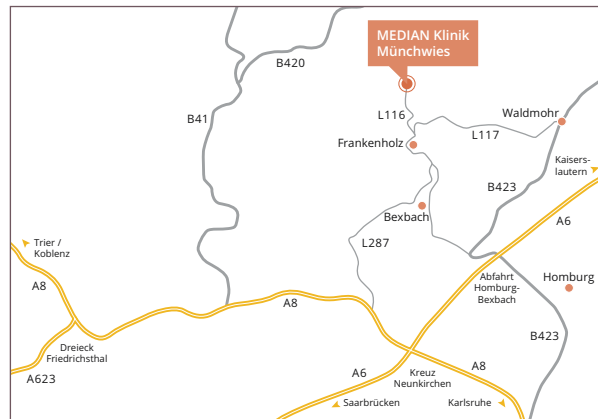 MEDIAN Klinik
Münchwies
B420
B41
L116
Waldmohr
L117
Frankenholz
Kaisers-
lautern
B423
Bexbach
A6
Trier /
Koblenz
L287
A8
Abfahrt
Homburg-
Bexbach
Homburg
A8
B423
Dreieck
Friedrichsthal
A623
A6
Kreuz
Neunkirchen
A8
Saarbrücken
Karlsruhe